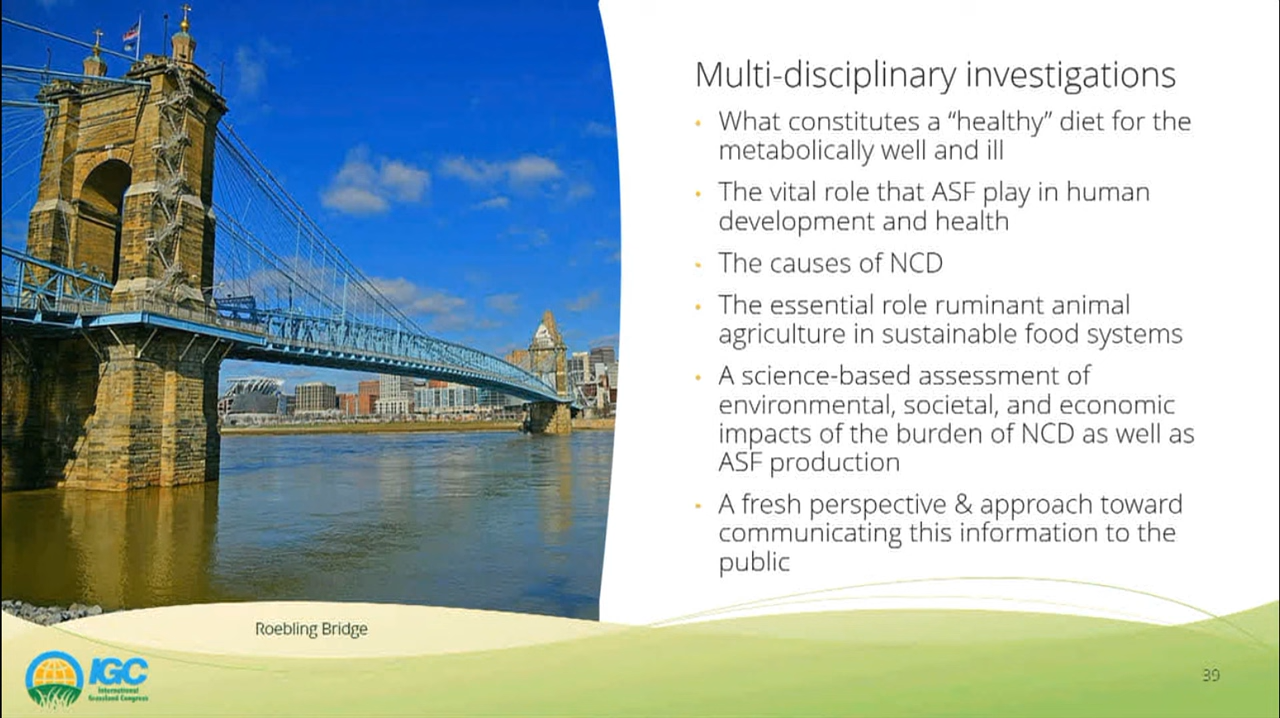 Multi-disciplinary investigations
• What constitutes a “healthy” diet for the
metabolically well and ill
• The vital role that ASF play in human
development and health
• The causes of NCD
• The essential role ruminant animal
agriculture in sustainable food systems
• A science-based assessment of
environmental, societal, and economic
impacts of the burden of NCD as well as
ASF production
• A fresh perspective & approach toward
communicating this information to the
public
Roebling Bridge
IGC
International
Grassland Congress
39